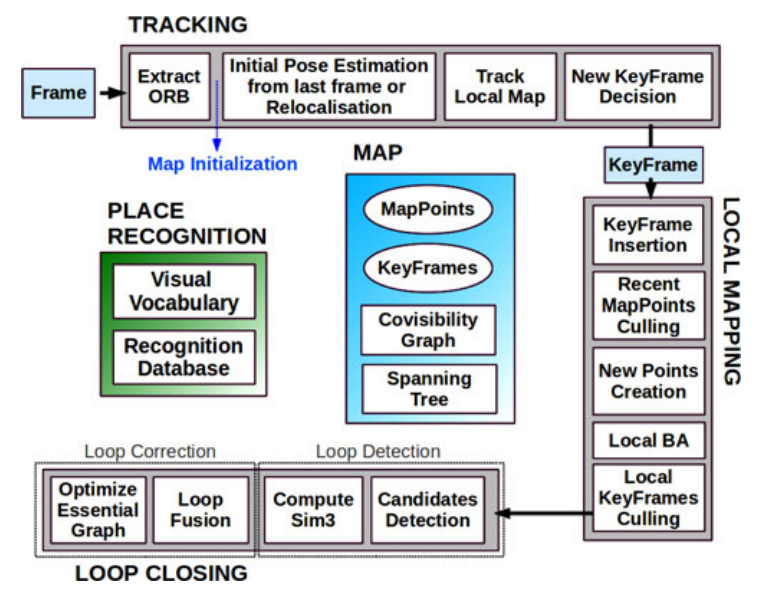 TRACKING
Frame
Extract
ORB
Initial Pose Estimation
from last frame or
Relocalisation
Track
Local Map
New KeyFrame
Decision
Map Initialization
KeyFrame
MAP
MapPoints
KeyFrames
Covisibility
Graph
Spanning
Tree
PLACE
RECOGNITION
Visual
Vocabulary
Recognition
Database
LOCAL MAPPING
KeyFrame
Insertion
Recent
MapPoints
Culling
New Points
Creation
Local BA
Local
KeyFrames
Culling
Loop Correction
Loop Detection
Optimize
Essential
Graph
Loop
Fusion
Compute
Sim3
Candidates
Detection
LOOP CLOSING